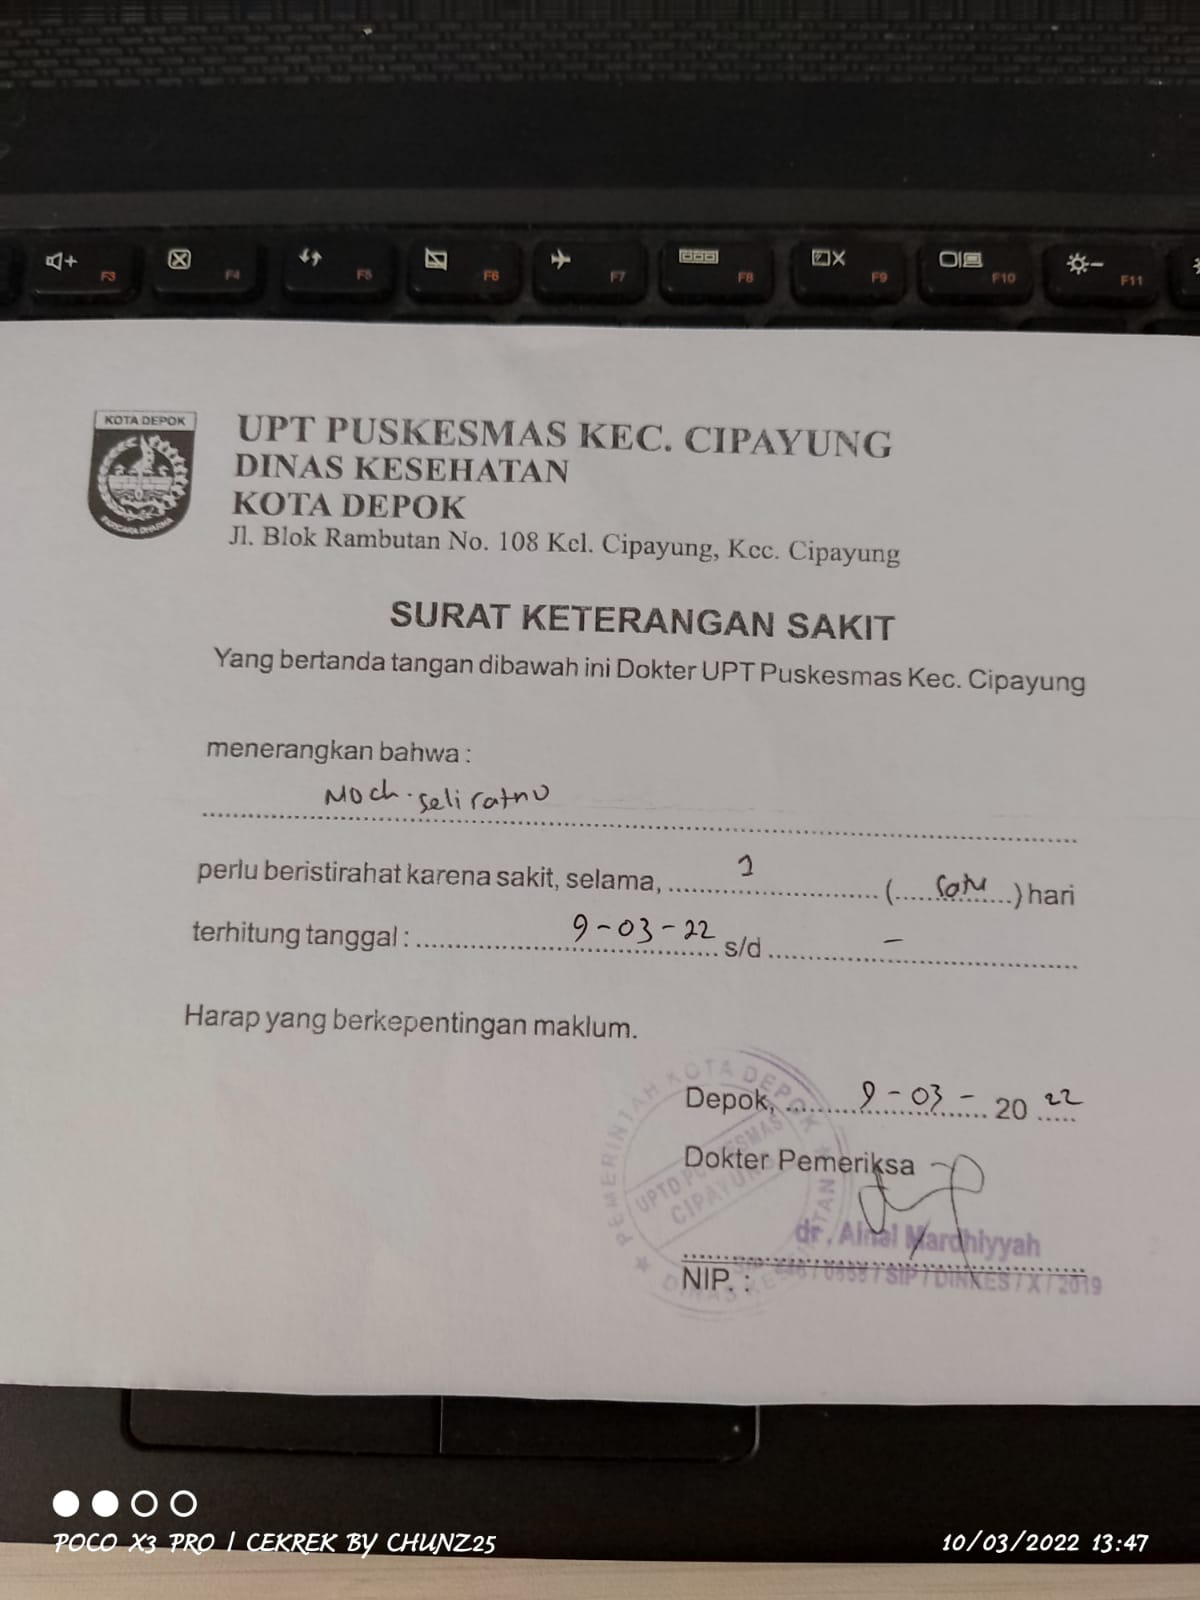 F3 F4 F5 F6 F7 F8 F9 F10 F11
KOTA DEPOK
UPT PUSKESMAS KEC. CIPAYUNG
DINAS KESEHATAN
KOTA DEPOK
Jl. Blok Rambutan No. 108 Kel. Cipayung, Kec. Cipayung
SURAT KETERANGAN SAKIT
Yang bertanda tangan dibawah ini Dokter UPT Puskesmas Kec. Cipayung
menerangkan bahwa :
Moch. Seli ratno
perlu beristirahat karena sakit, selama, 1 (satu) hari
terhitung tanggal : 9-03-22 s/d -
Harap yang berkepentingan maklum.
Depok, 9-03-2022
Dokter Pemeriksa
PEMERINTAH KOTA DEPOK
UPTD PUSKESMAS
CIPAYUNG
DINAS KESEHATAN
dr. Ainal Mardhiyyah
NIP. : / SIP / DINKES / X / 2019
POCO X3 PRO | CEKREK BY CHUNZ25
10/03/2022 13:47